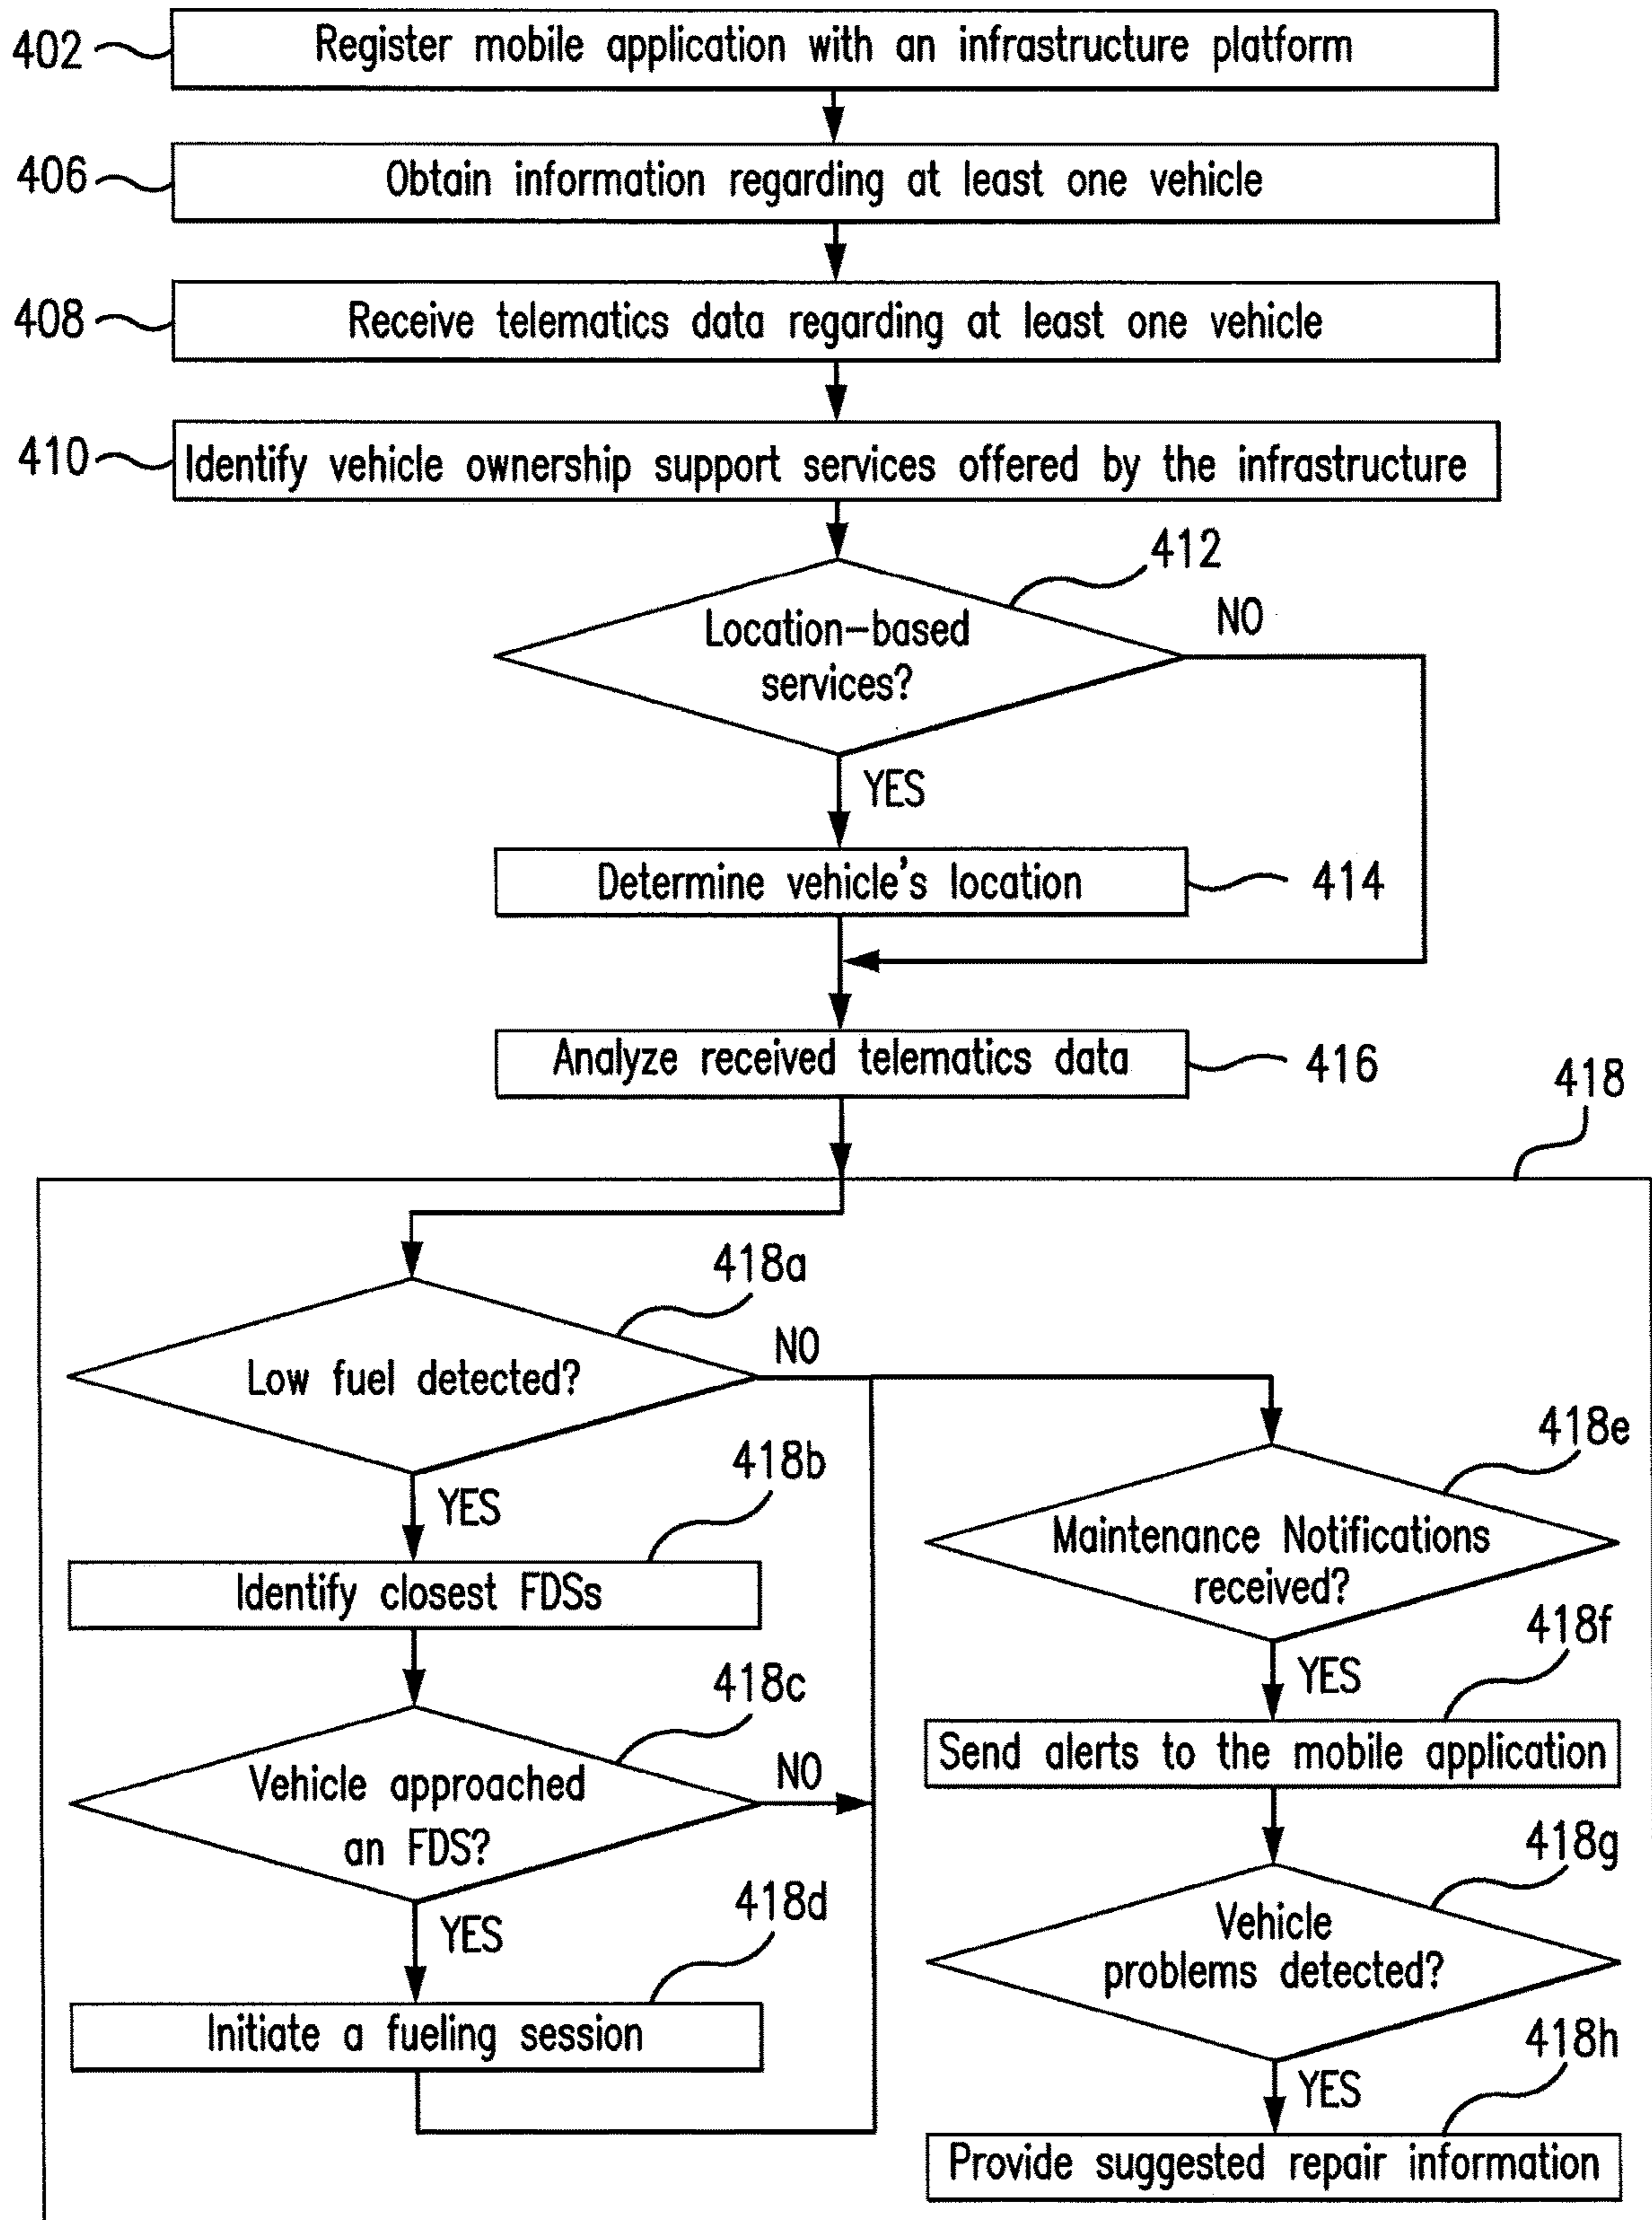 402
Register mobile application with an infrastructure platform
406
Obtain information regarding at least one vehicle
408
Receive telematics data regarding at least one vehicle
410
Identify vehicle ownership support services offered by the infrastructure
412
Location-based
services?
NO
YES
Determine vehicle's location
414
Analyze received telematics data
416
418
418a
Low fuel detected?
NO
YES
418b
Identify closest FDSs
418c
Vehicle approached
an FDS?
NO
YES
418d
Initiate a fueling session
418e
Maintenance Notifications
received?
YES
418f
Send alerts to the mobile application
418g
Vehicle
problems detected?
YES
418h
Provide suggested repair information